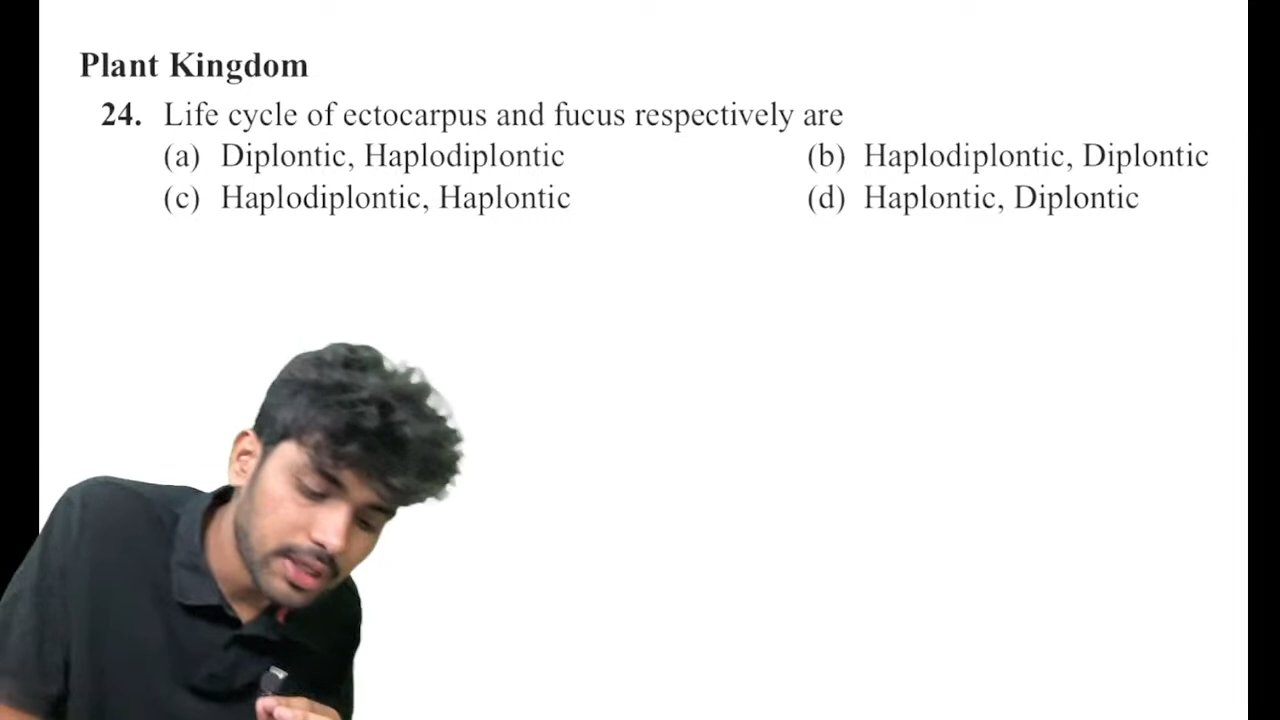 Plant Kingdom
24. Life cycle of ectocarpus and fucus respectively are
(a) Diplontic, Haplodiplontic (b) Haplodiplontic, Diplontic
(c) Haplodiplontic, Haplontic (d) Haplontic, Diplontic